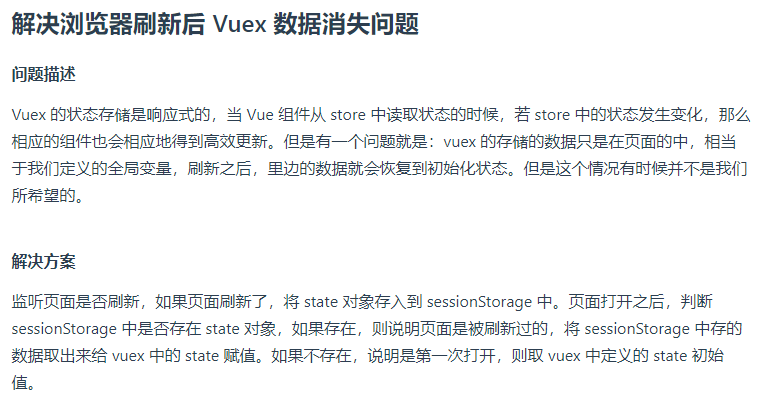 解决浏览器刷新后 Vuex 数据消失问题
问题描述
Vuex 的状态存储是响应式的，当 Vue 组件从 store 中读取状态的时候，若 store 中的状态发生变化，那么
相应的组件也会相应地得到高效更新。但是有一个问题就是：vuex 的存储的数据只是在页面的中，相当
于我们定义的全局变量，刷新之后，里边的数据就会恢复到初始化状态。但是这个情况有时候并不是我们
所希望的。
解决方案
监听页面是否刷新，如果页面刷新了，将 state 对象存入到 sessionStorage 中。页面打开之后，判断
sessionStorage 中是否存在 state 对象，如果存在，则说明页面是被刷新过的，将 sessionStorage 中存的
数据取出来给 vuex 中的 state 赋值。如果不存在，说明是第一次打开，则取 vuex 中定义的 state 初始
值。